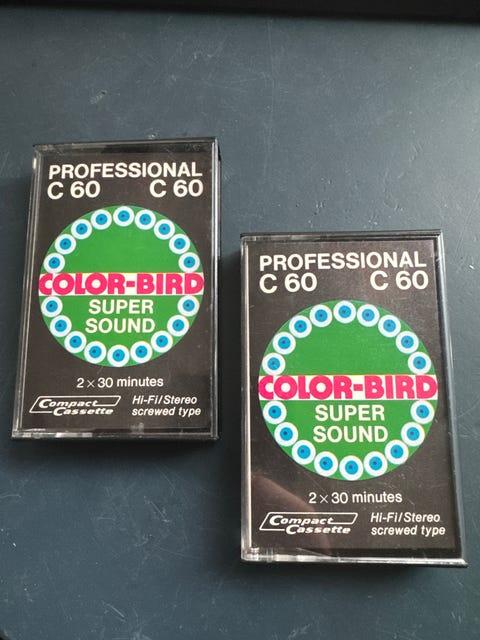 PROFESSIONAL
C 60 C 60
COLOR-BIRD
SUPER
SOUND
2 × 30 minutes
Compact
Cassette
Hi-Fi/Stereo
screwed type
PROFESSIONAL
C 60 C 60
COLOR-BIRD
SUPER
SOUND
2 × 30 minutes
Compact
Cassette
Hi-Fi/Stereo
screwed type